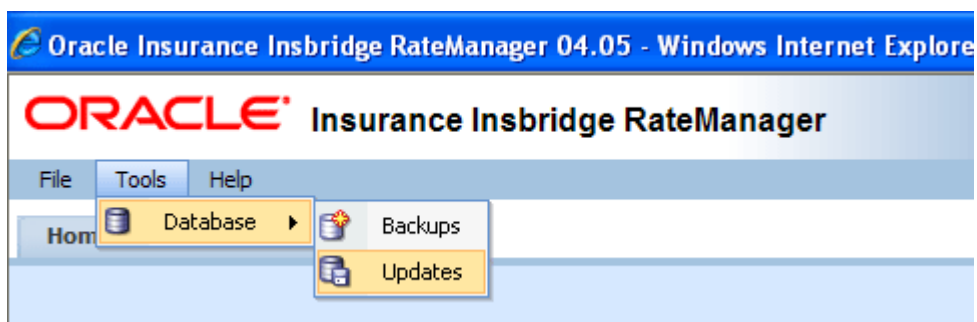 Oracle Insurance Insbridge RateManager 04.05 - Windows Internet Explore
ORACLE Insurance Insbridge RateManager
File Tools Help
Hom Database Backups
Updates